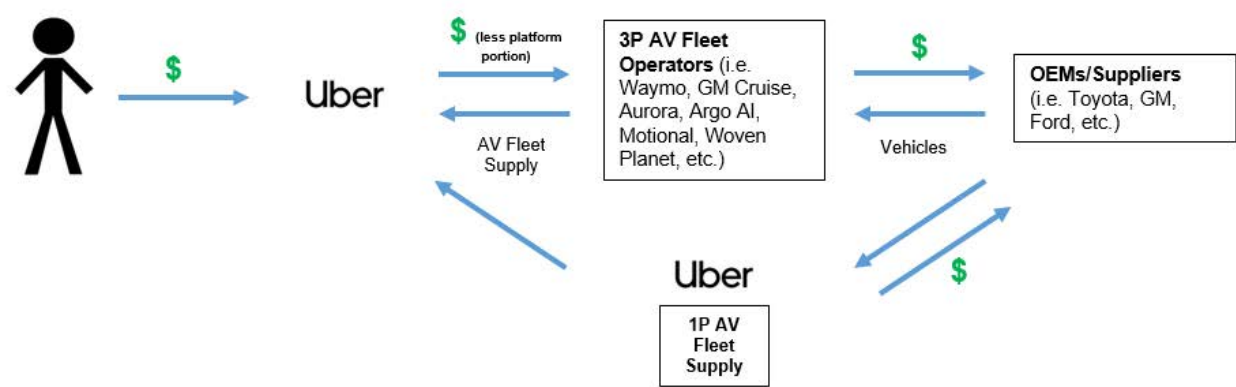 $
Uber
$ (less platform
portion)
AV Fleet
Supply
3P AV Fleet
Operators (i.e.
Waymo, GM Cruise,
Aurora, Argo AI,
Motional, Woven
Planet, etc.)
$
Vehicles
OEMs/Suppliers
(i.e. Toyota, GM,
Ford, etc.)
Uber
$
1P AV
Fleet
Supply